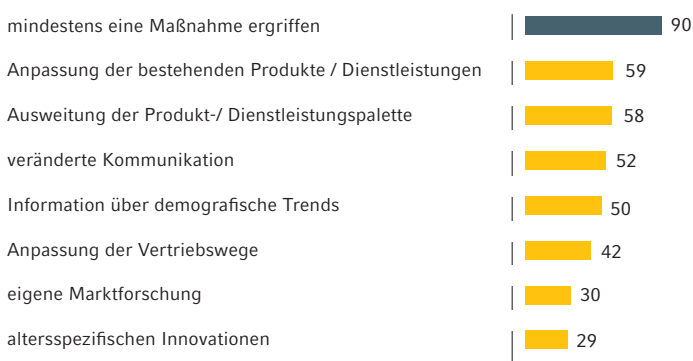 mindestens eine Maßnahme ergriffen 90
Anpassung der bestehenden Produkte / Dienstleistungen 59
Ausweitung der Produkt-/ Dienstleistungspalette 58
veränderte Kommunikation 52
Information über demografische Trends 50
Anpassung der Vertriebswege 42
eigene Marktforschung 30
altersspezifischen Innovationen 29